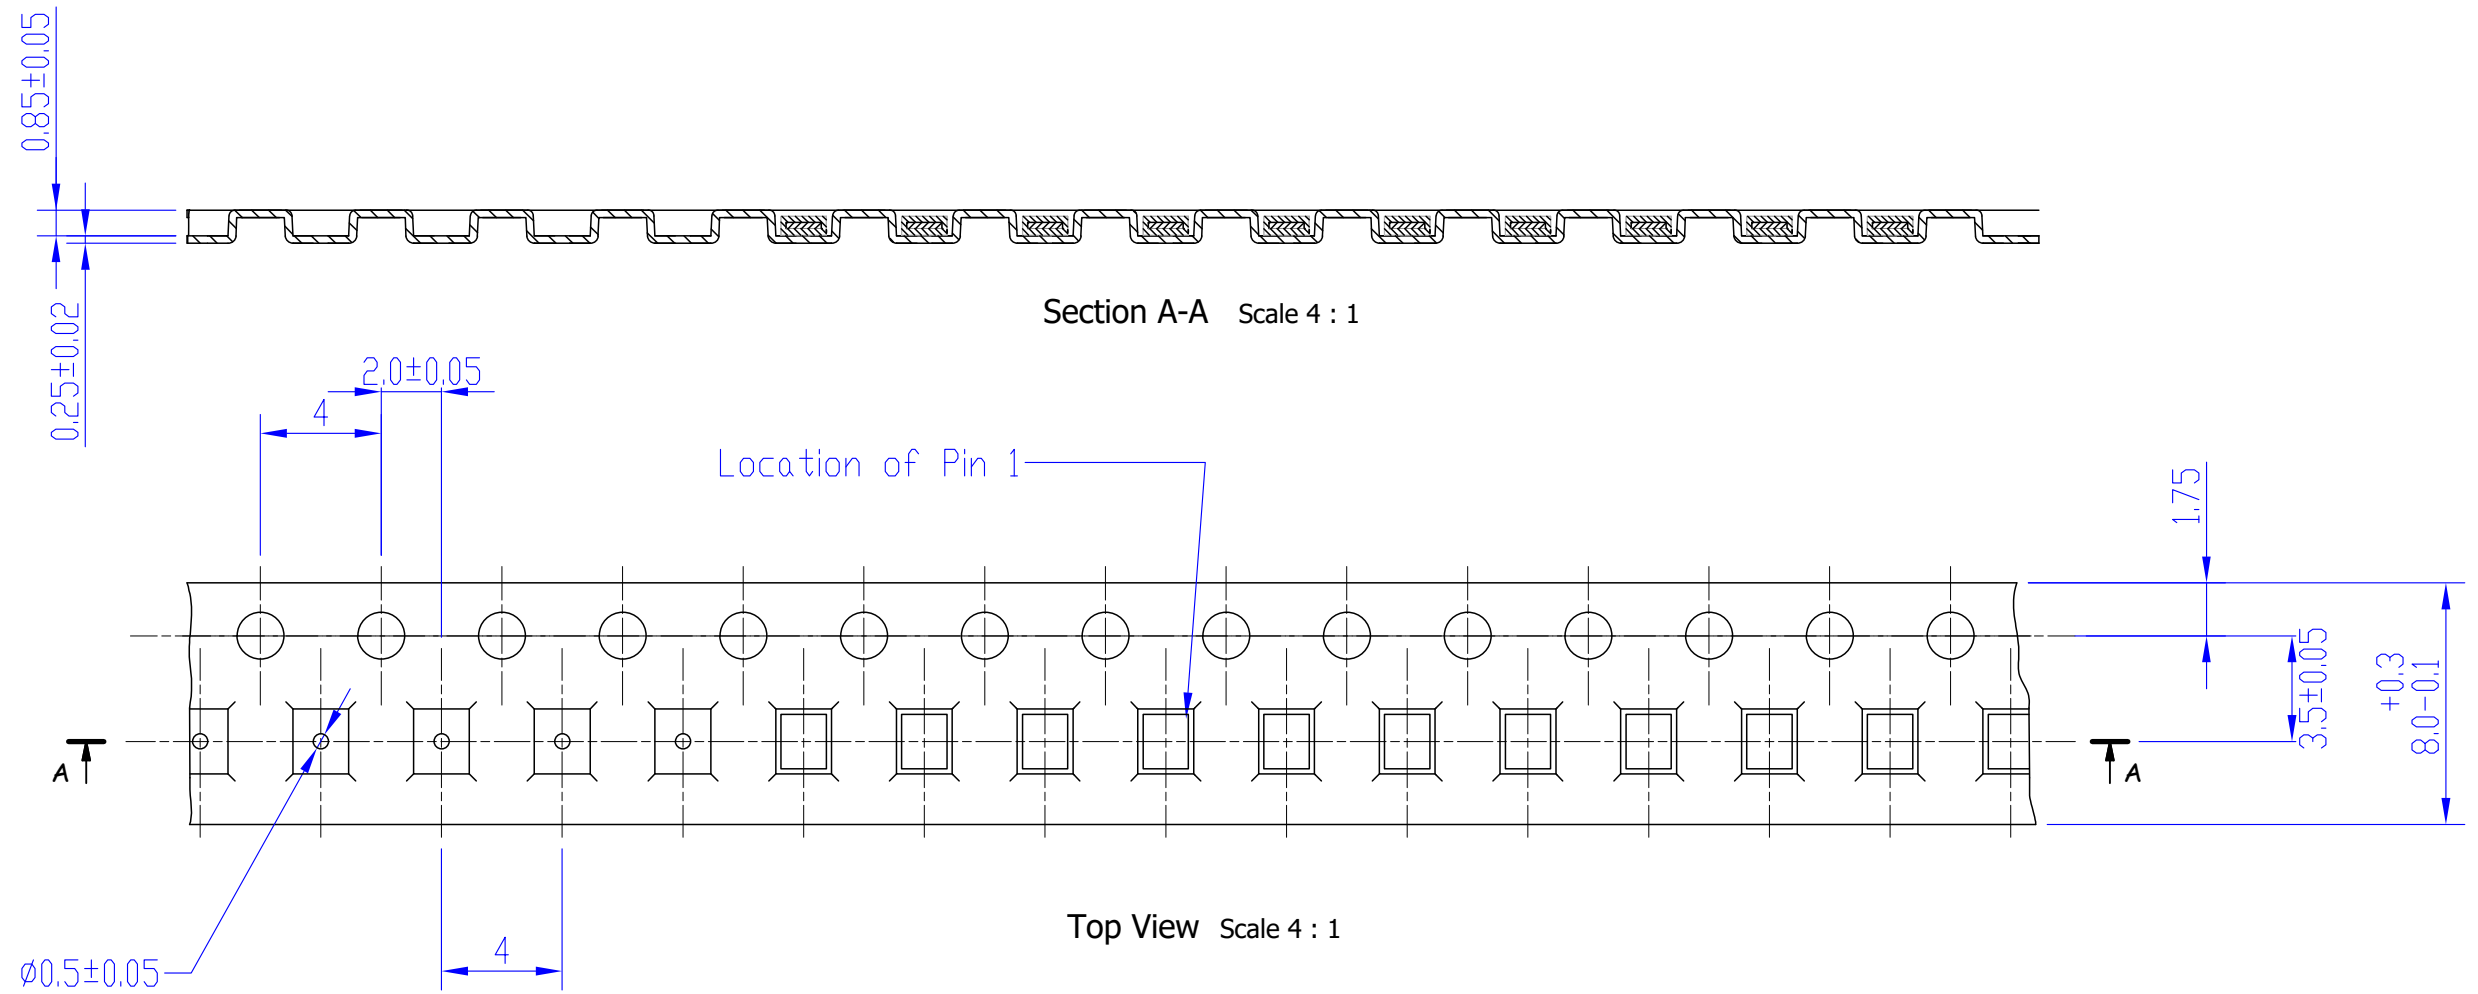 0.85±0.05
0.25±0.02
Section A-A Scale 4 : 1
2.0±0.05
4
Location of Pin 1
1.75
3.5±0.05
+0.3
8.0-0.1
A
A
Top View Scale 4 : 1
4
Ø0.5±0.05